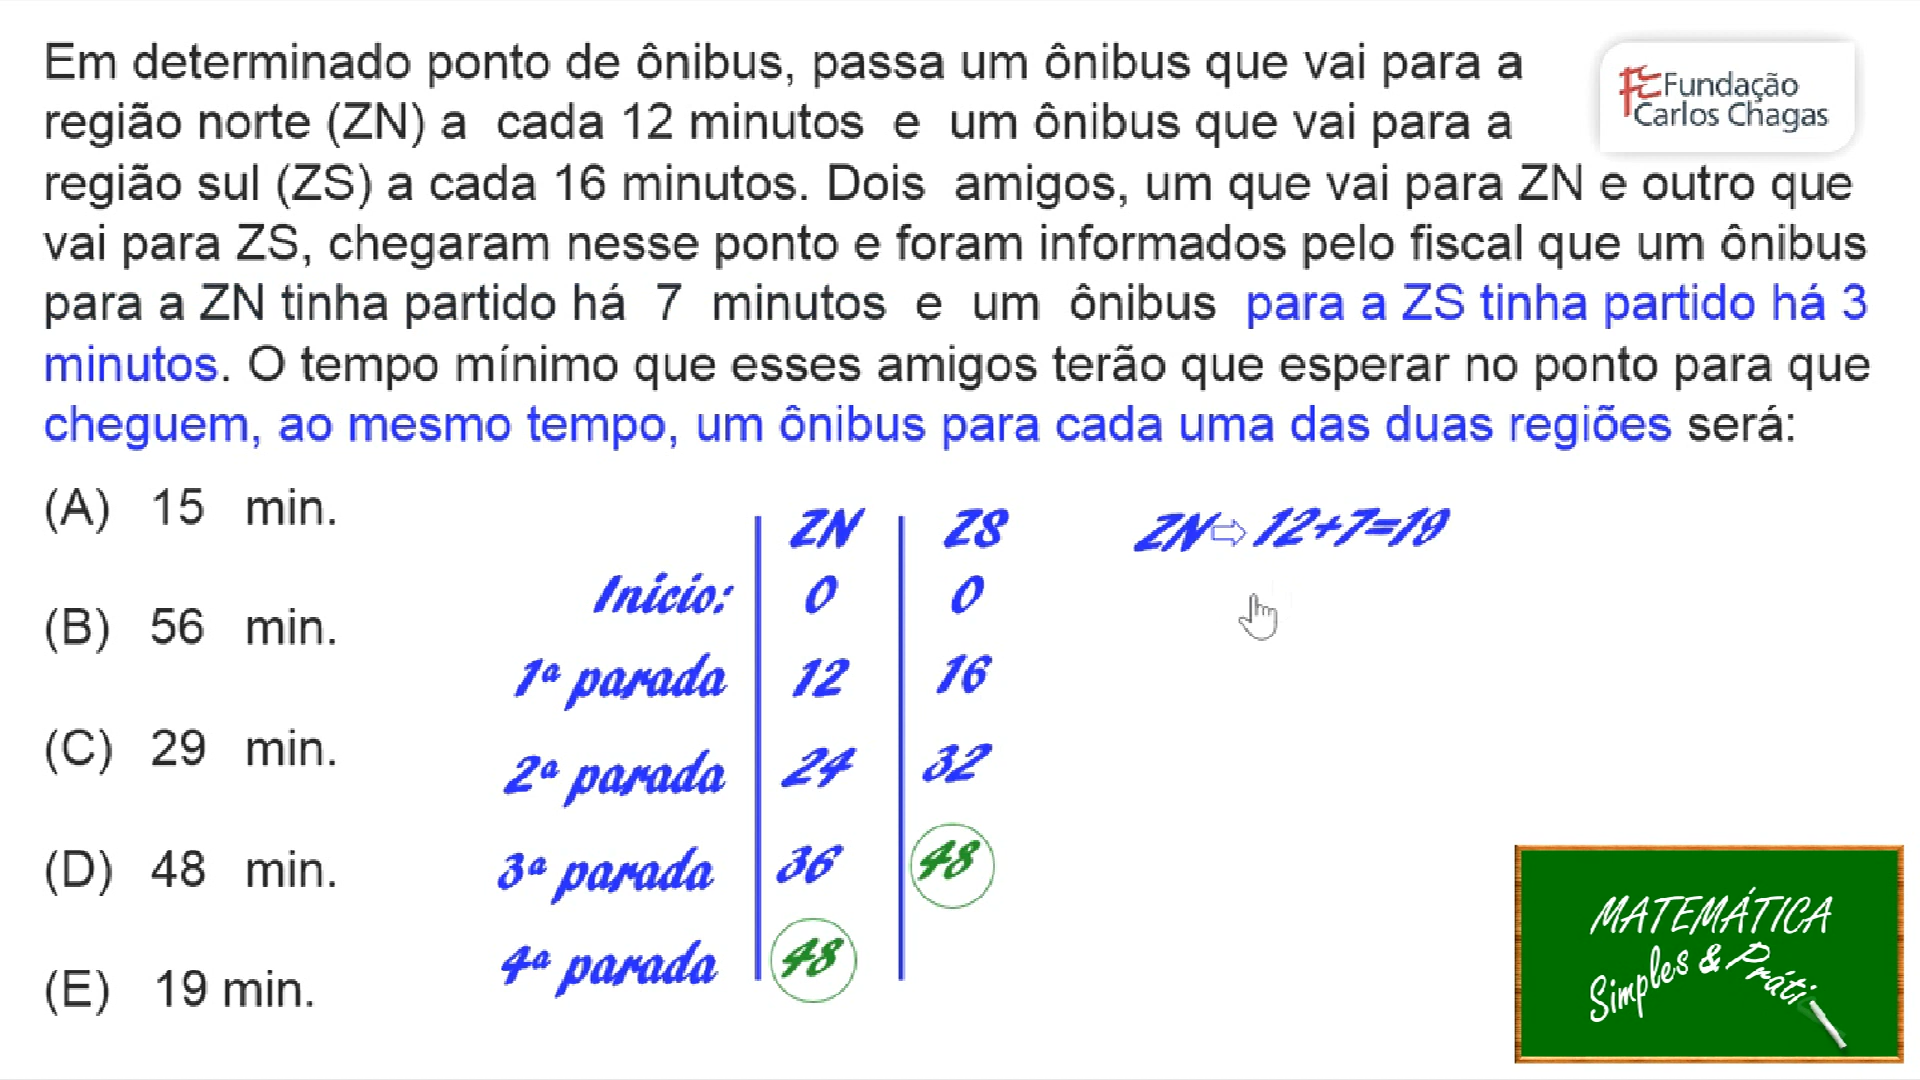 Em determinado ponto de ônibus, passa um ônibus que vai para a
região norte (ZN) a cada 12 minutos e um ônibus que vai para a
região sul (ZS) a cada 16 minutos. Dois amigos, um que vai para ZN e outro que
vai para ZS, chegaram nesse ponto e foram informados pelo fiscal que um ônibus
para a ZN tinha partido há 7 minutos e um ônibus para a ZS tinha partido há 3
minutos. O tempo mínimo que esses amigos terão que esperar no ponto para que
cheguem, ao mesmo tempo, um ônibus para cada uma das duas regiões será:
Fundação
Carlos Chagas
(A) 15 min.
(B) 56 min.
(C) 29 min.
(D) 48 min.
(E) 19 min.
ZN ZS
Início: 0 0
1ª parada 12 16
2ª parada 24 32
3ª parada 36 48
4ª parada 48
ZN⇨12+7=19
MATEMÁTICA
Simples & Práti